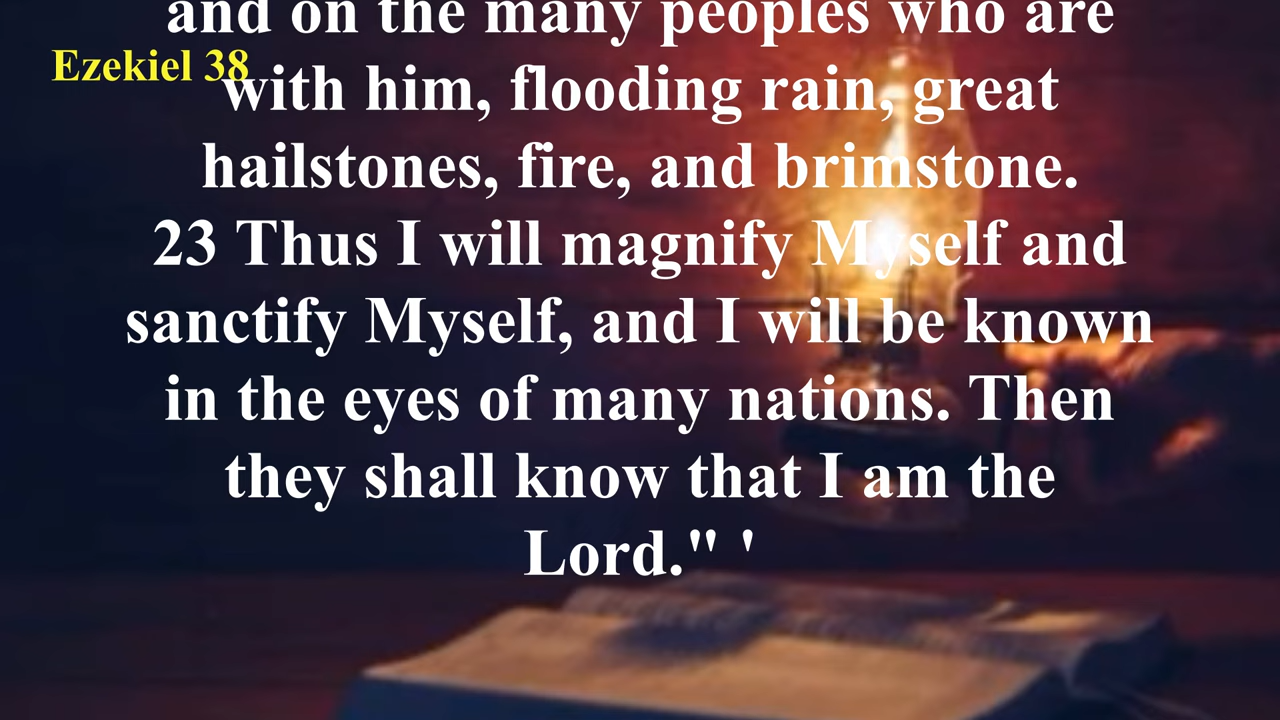 and on the many peoples who are
Ezekiel 38
with him, flooding rain, great
hailstones, fire, and brimstone.
23 Thus I will magnify Myself and
sanctify Myself, and I will be known
in the eyes of many nations. Then
they shall know that I am the
Lord." '